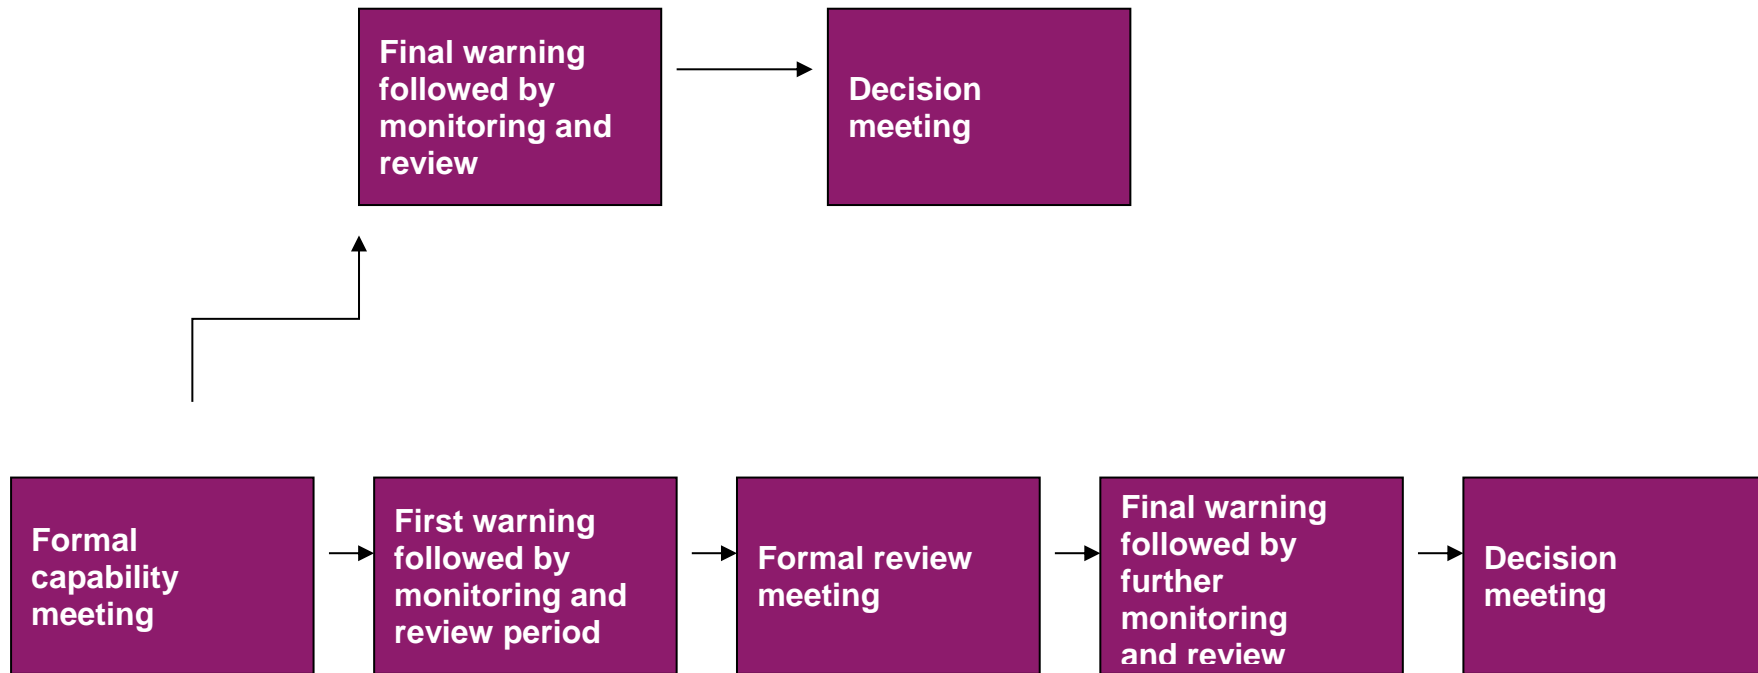 Final warning
followed by
monitoring and
review
Decision
meeting
Formal
capability
meeting
First warning
followed by
monitoring and
review period
Formal review
meeting
Final warning
followed by
further
monitoring
and review
Decision
meeting